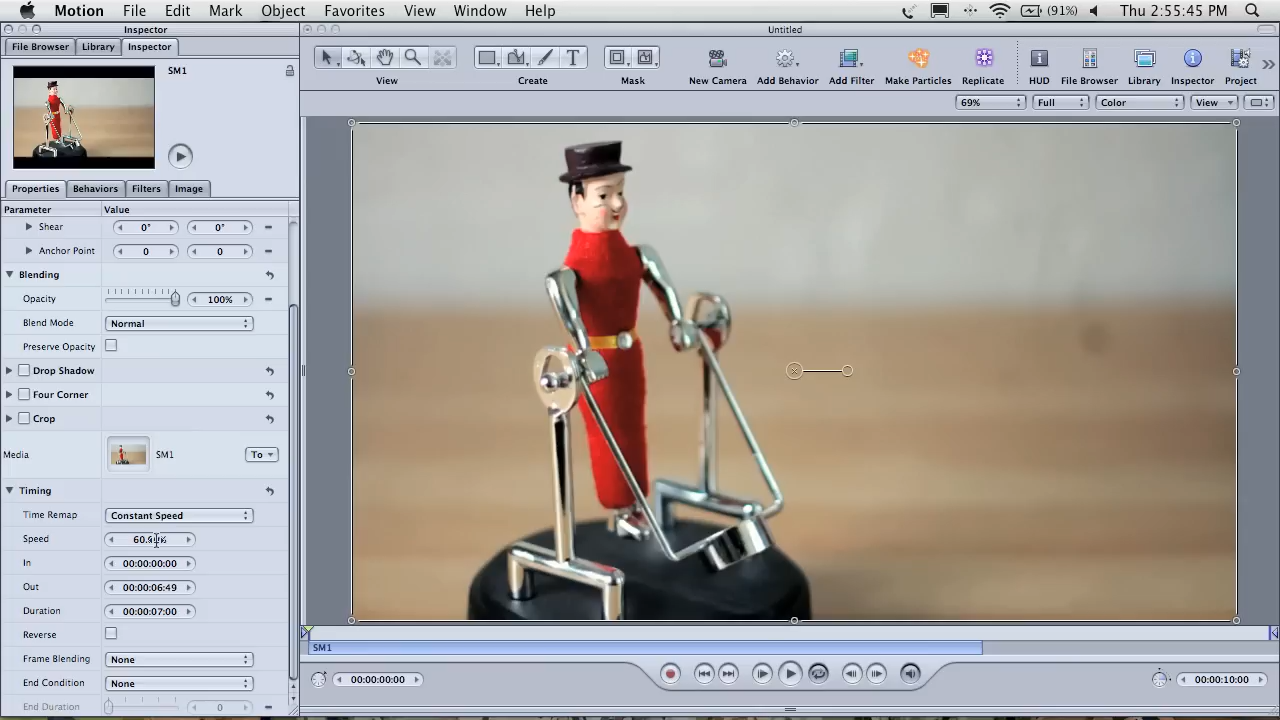 Motion File Edit Mark Object Favorites View Window Help (91%) Thu 2:55:45 PM
Inspector Untitled
File Browser Library Inspector
SM1
View Create Mask New Camera Add Behavior Add Filter Make Particles Replicate HUD File Browser Library Inspector Project
69% Full Color View
Properties Behaviors Filters Image
Parameter Value
Shear 0° 0°
Anchor Point 0 0
Blending
Opacity 100%
Blend Mode Normal
Preserve Opacity
Drop Shadow
Four Corner
Crop
Media SM1 To
Timing
Time Remap Constant Speed
Speed
In 00:00:00:00
Out 00:00:06:49
Duration 00:00:07:00
Reverse
Frame Blending None
End Condition None
End Duration 0
SM1
00:00:00:00 00:00:10:00